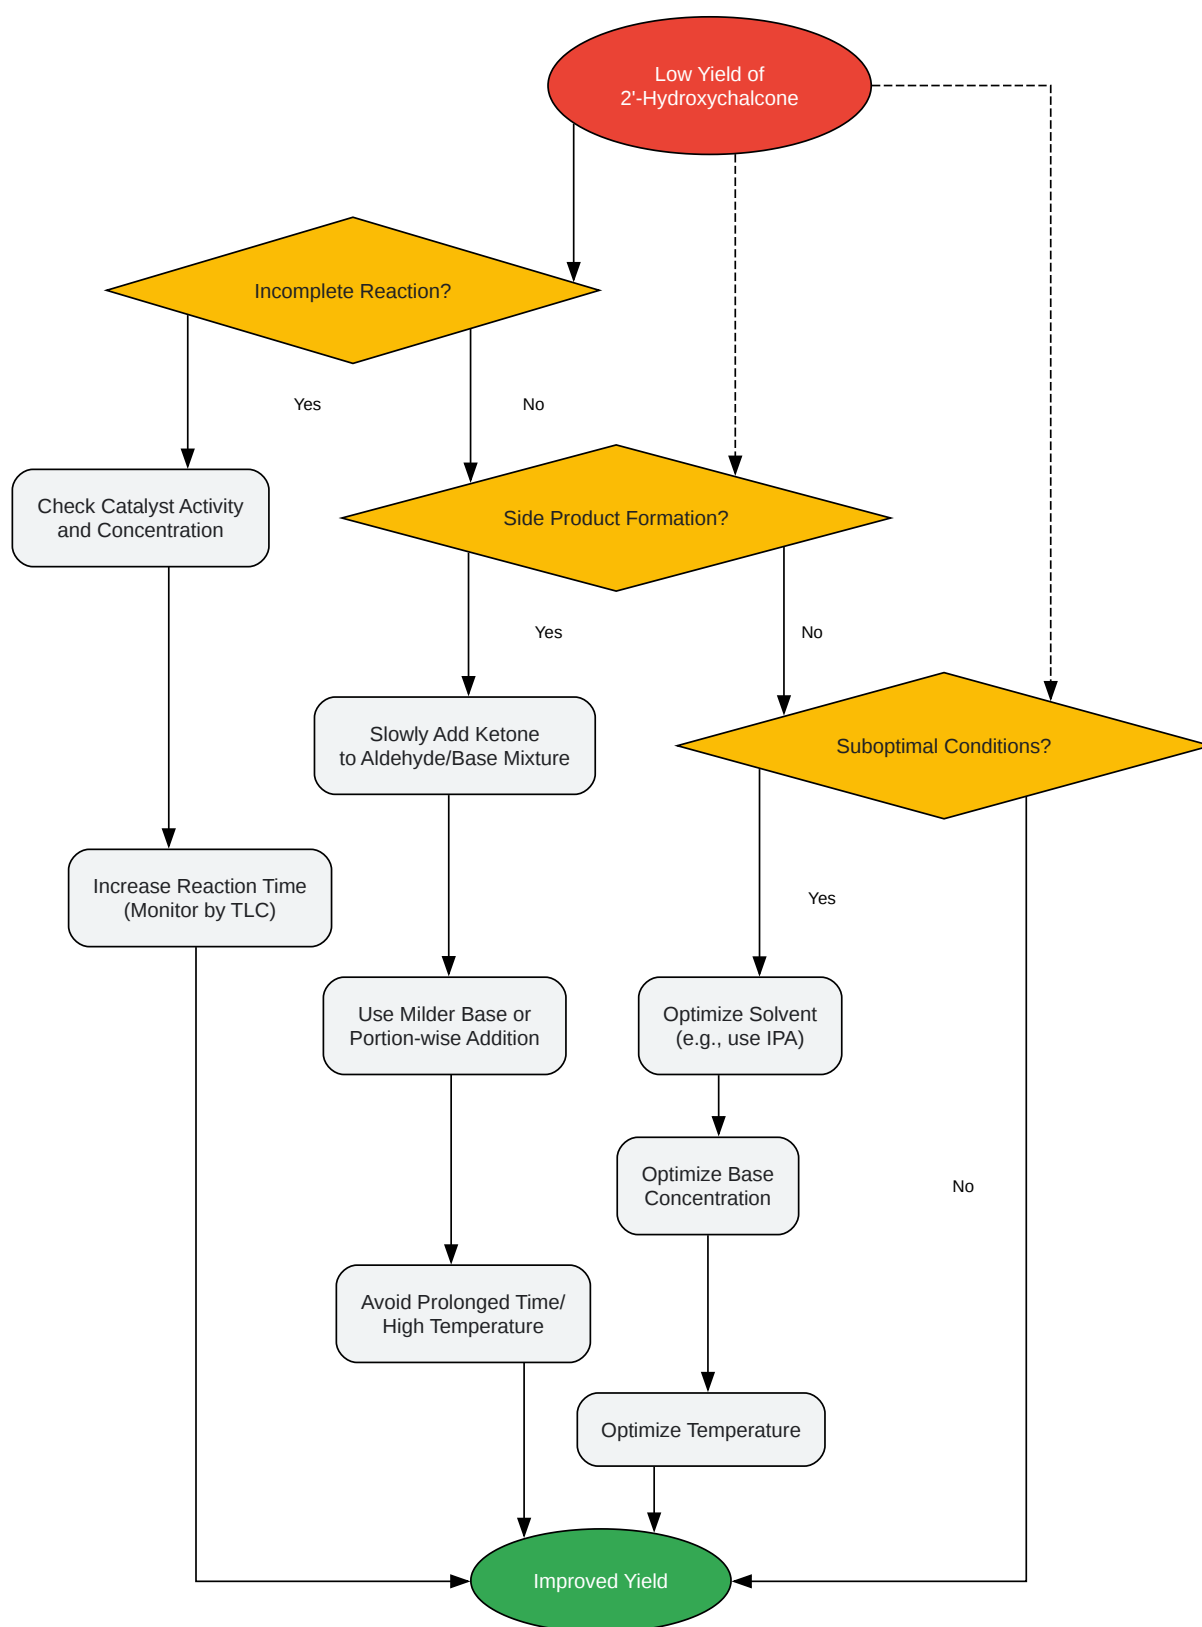 Low Yield of
2'-Hydroxychalcone
Incomplete Reaction?
Yes
No
Check Catalyst Activity
and Concentration
Side Product Formation?
Yes
No
Slowly Add Ketone
to Aldehyde/Base Mixture
Suboptimal Conditions?
Increase Reaction Time
(Monitor by TLC)
Yes
Use Milder Base or
Portion-wise Addition
Optimize Solvent
(e.g., use IPA)
Optimize Base
Concentration
No
Avoid Prolonged Time/
High Temperature
Optimize Temperature
Improved Yield